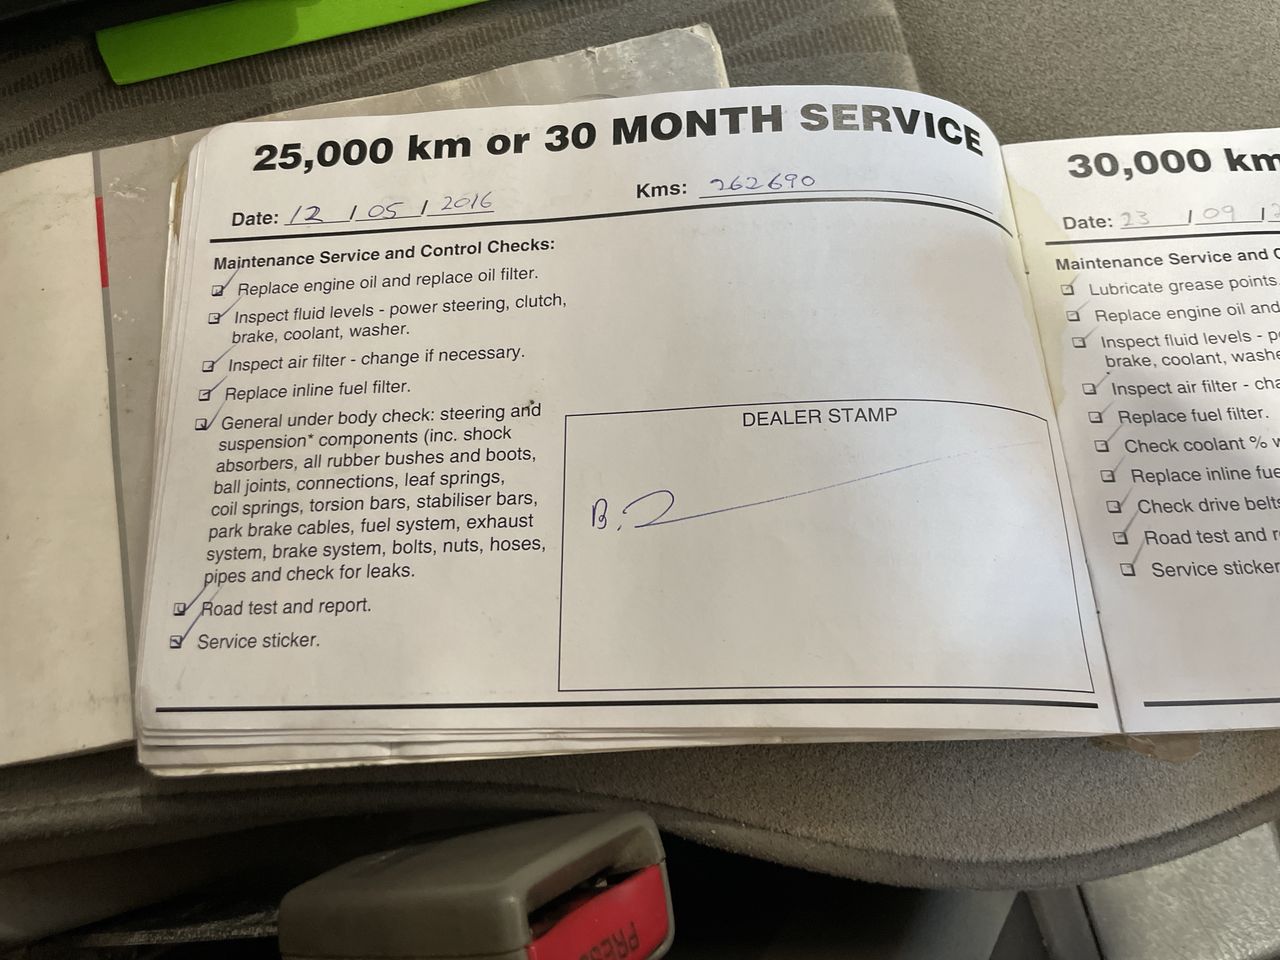 25,000 km or 30 MONTH SERVICE
Date: 12 / 05 / 2016 Kms: 262690
Maintenance Service and Control Checks:
Replace engine oil and replace oil filter.
Inspect fluid levels - power steering, clutch,
brake, coolant, washer.
Inspect air filter - change if necessary.
Replace inline fuel filter.
General under body check: steering and
suspension* components (inc. shock
absorbers, all rubber bushes and boots,
ball joints, connections, leaf springs,
coil springs, torsion bars, stabiliser bars,
park brake cables, fuel system, exhaust
system, brake system, bolts, nuts, hoses,
pipes and check for leaks.
Road test and report.
Service sticker.
DEALER STAMP
30,000 km
Date: 23 / 09 /
Maintenance Service and
Lubricate grease points.
Replace engine oil and
Inspect fluid levels -
brake, coolant,
Inspect air filter -
Replace fuel filter.
Check coolant %
Replace inline
Check drive belts
Road test and
Service sticker